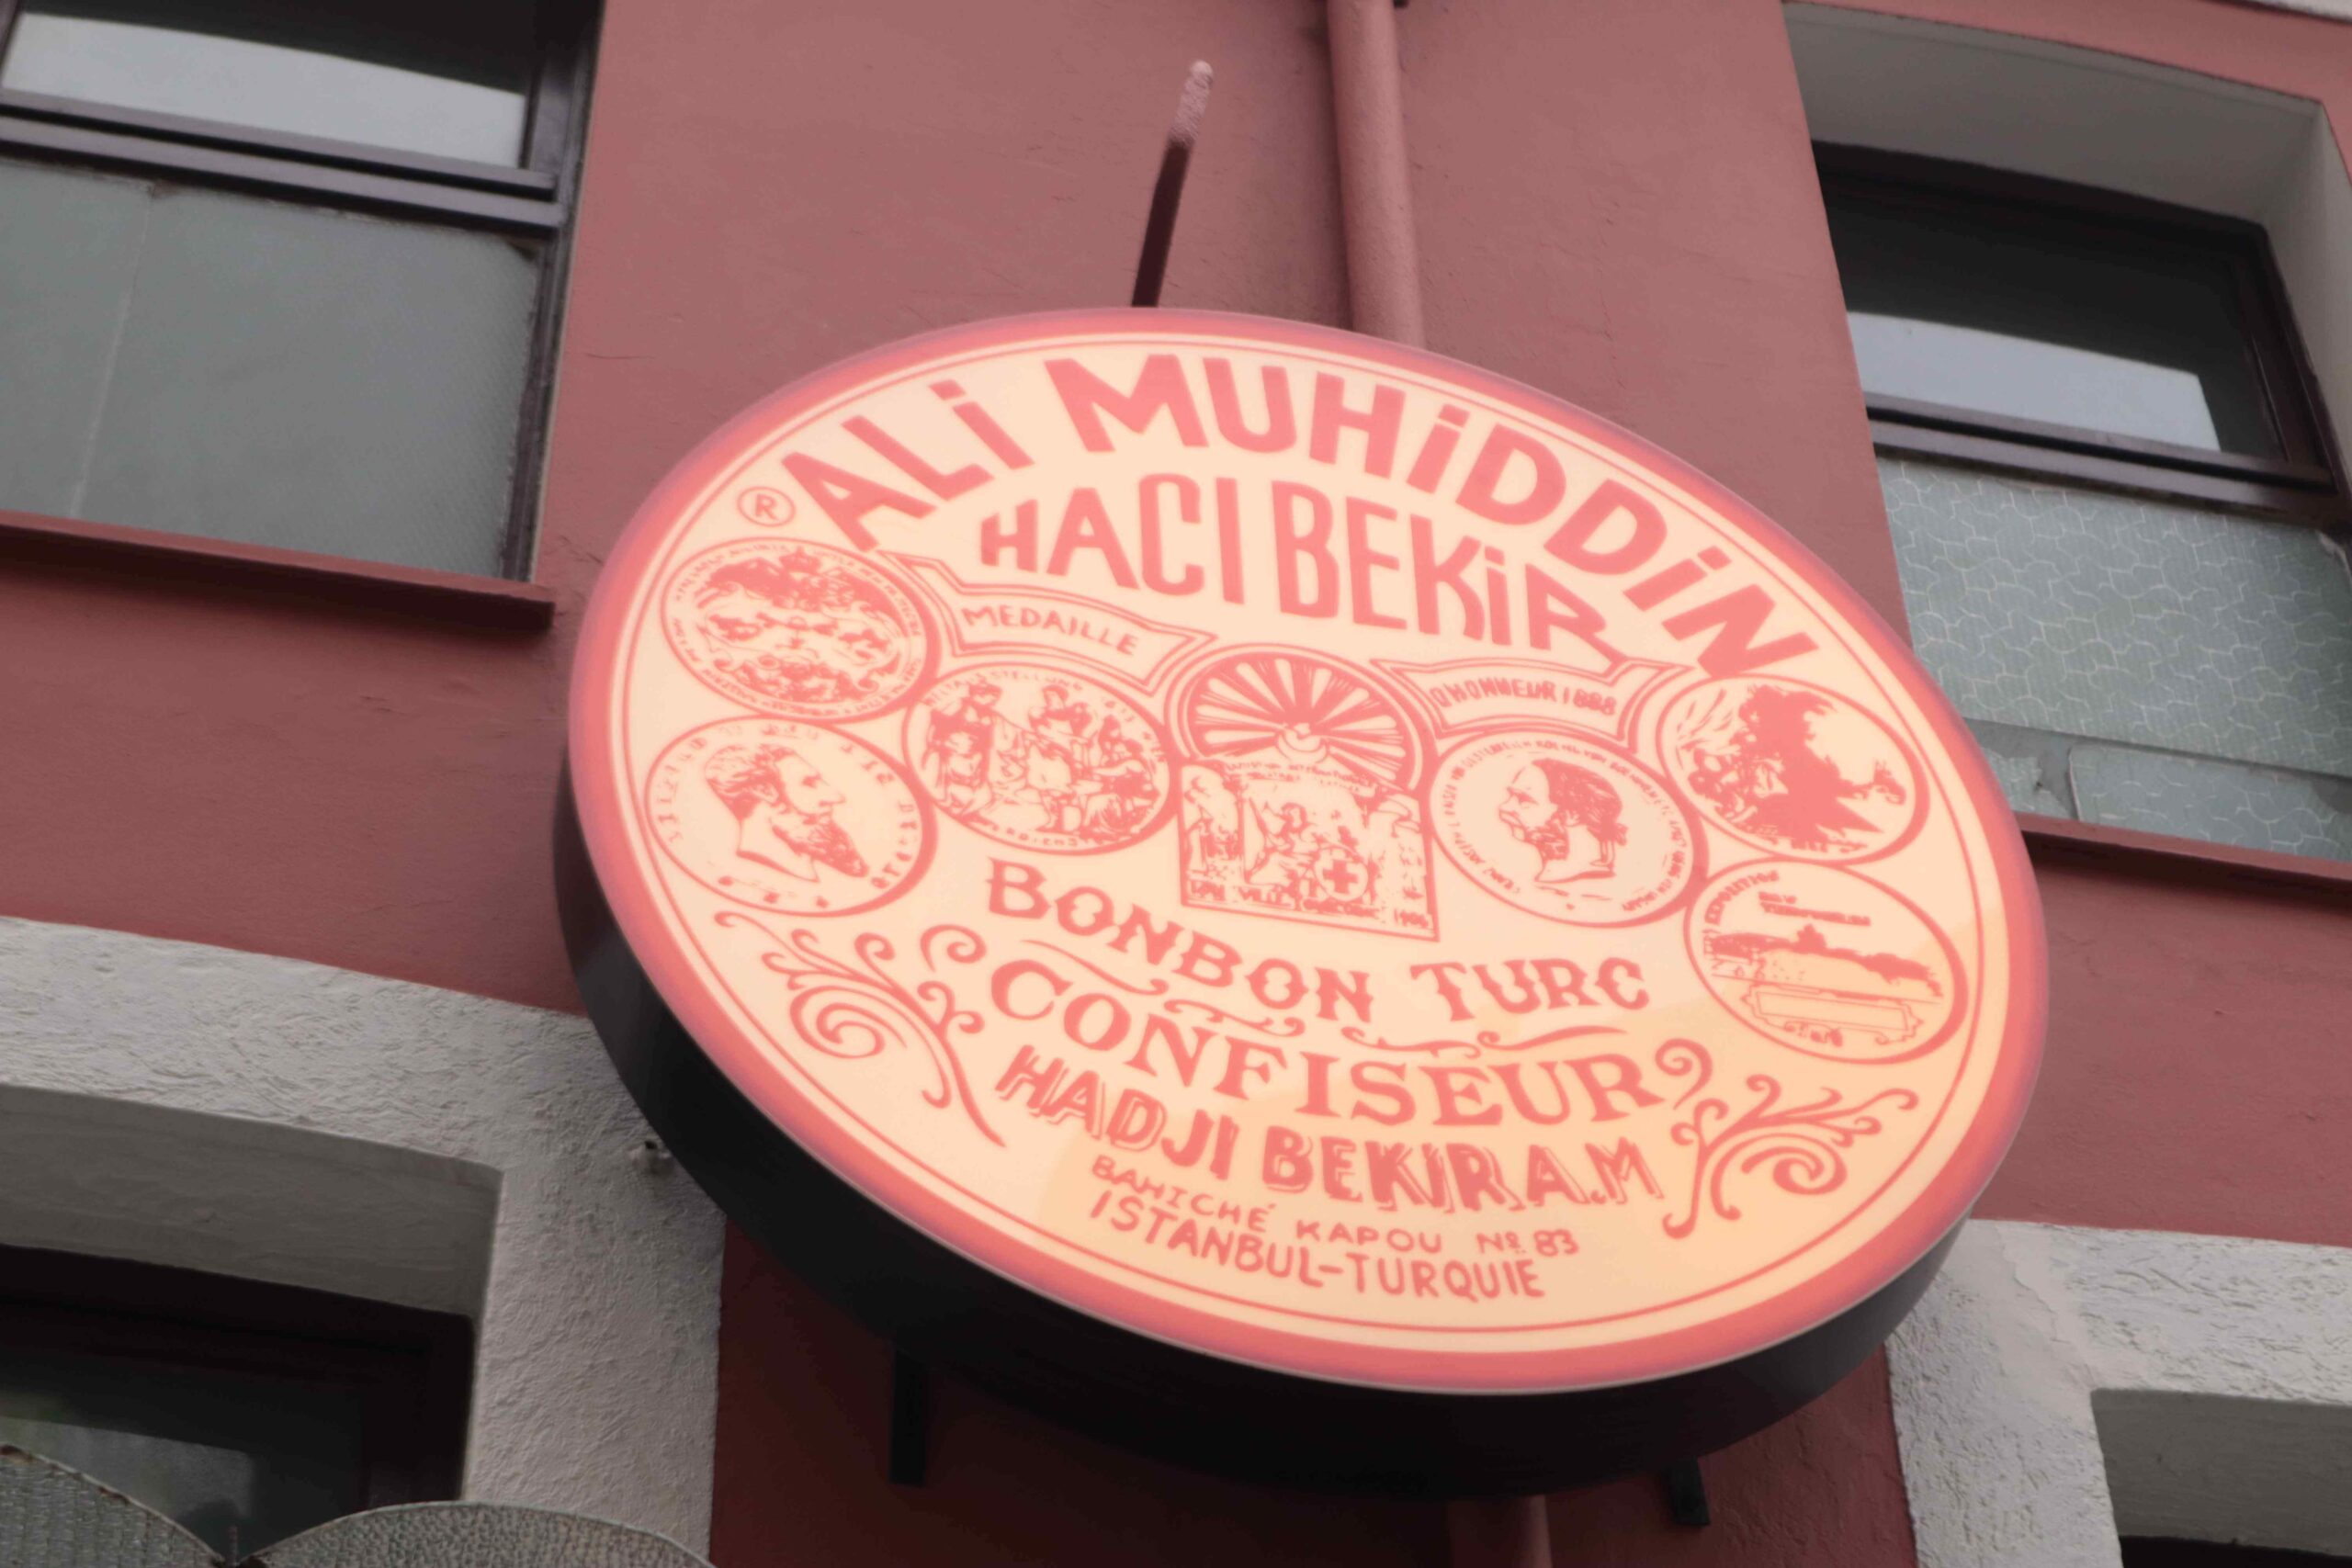 ALİ MUHİDDİN
®
HACI BEKİR
MEDAILLE
D HONNEUR 1888
BONBON TURC
CONFISEUR
HADJI BEKIR A.M
BAHICHÉ KAPOU Nº 83
ISTANBUL-TURQUIE